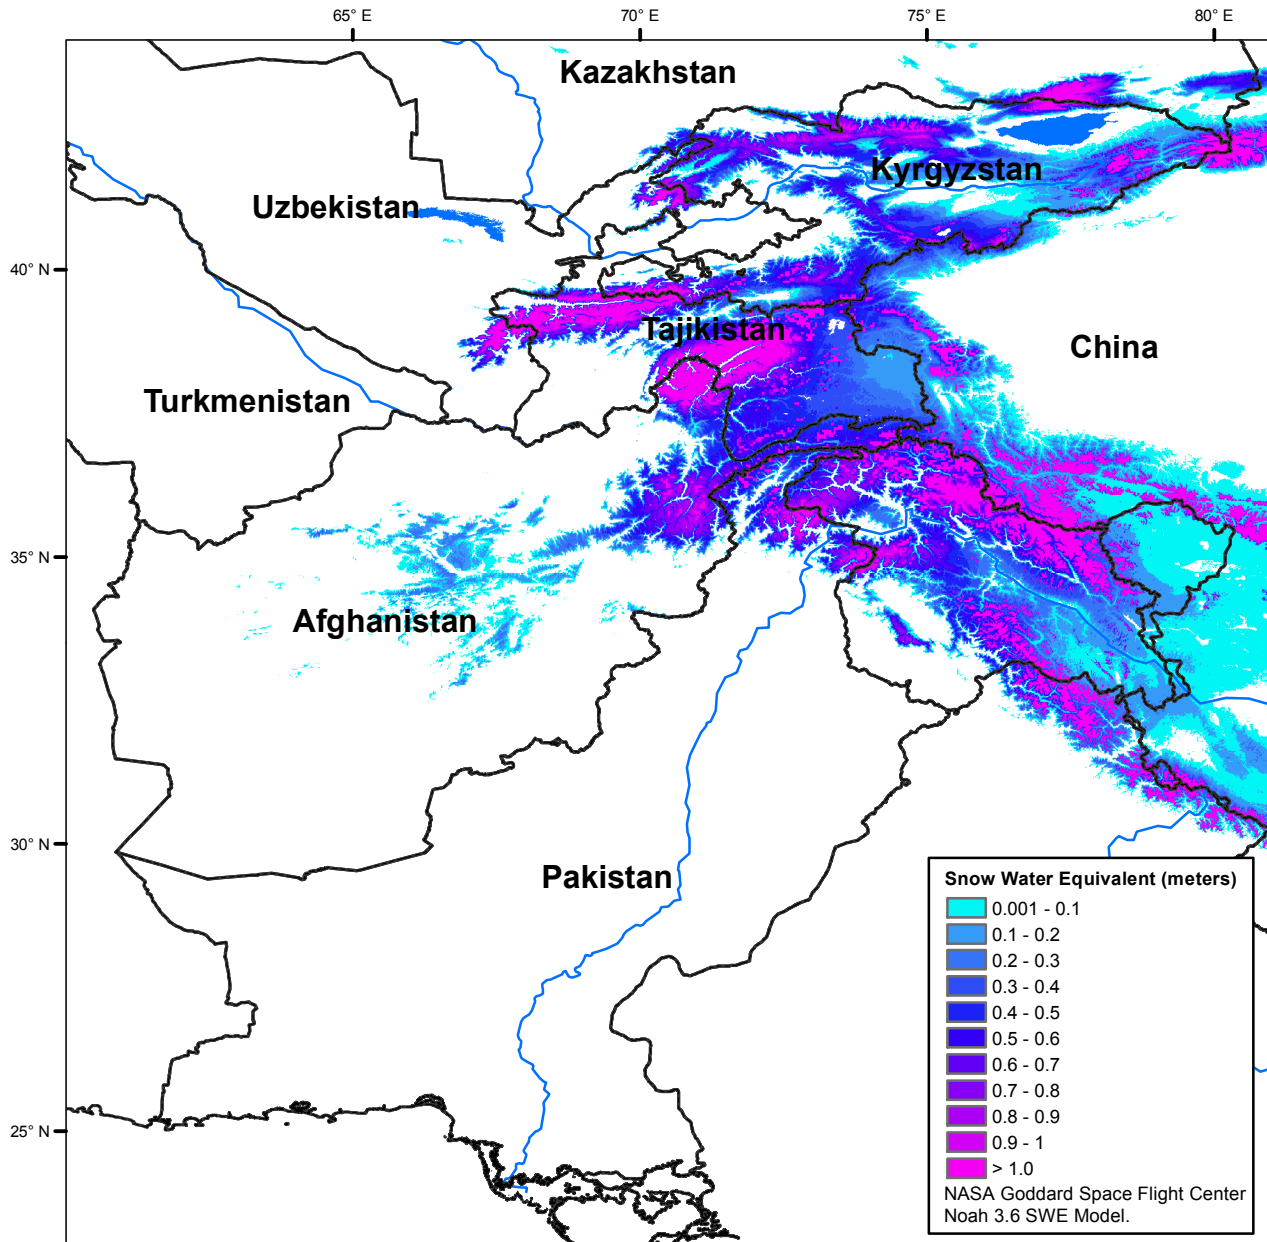 65° E
70° E
75° E
80° E
Kazakhstan
Kyrgyzstan
Uzbekistan
40° N
Tajikistan
China
Turkmenistan
35° N
Afghanistan
30° N
Pakistan
25° N
Snow Water Equivalent (meters)
0.001 - 0.1
0.1 - 0.2
0.2 - 0.3
0.3 - 0.4
0.4 - 0.5
0.5 - 0.6
0.6 - 0.7
0.7 - 0.8
0.8 - 0.9
0.9 - 1
> 1.0
NASA Goddard Space Flight Center
Noah 3.6 SWE Model.